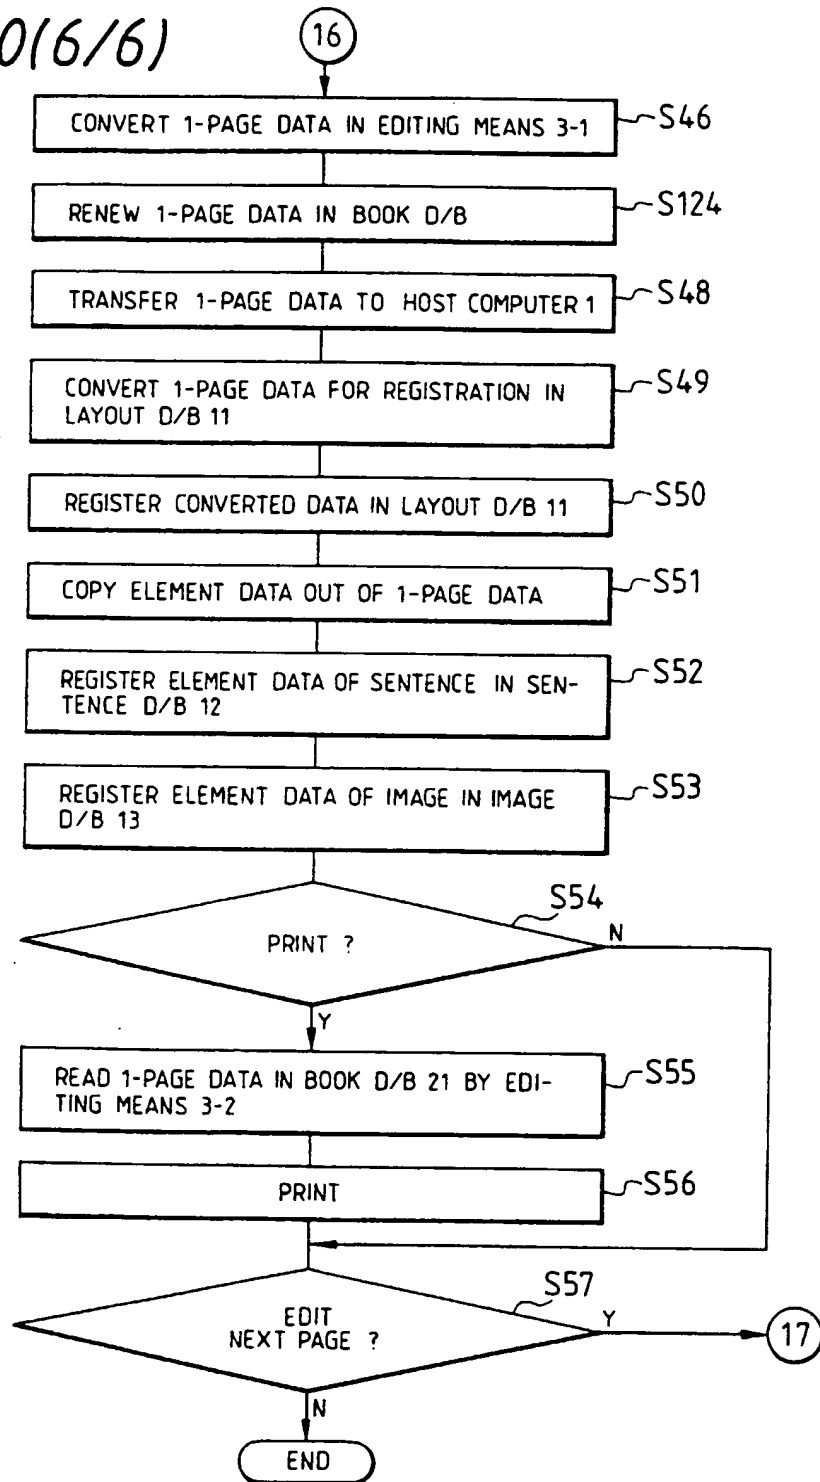 0(6/6)
16
CONVERT 1-PAGE DATA IN EDITING MEANS 3-1
S46
RENEW 1-PAGE DATA IN BOOK D/B
S124
TRANSFER 1-PAGE DATA TO HOST COMPUTER 1
S48
CONVERT 1-PAGE DATA FOR REGISTRATION IN
LAYOUT D/B 11
S49
REGISTER CONVERTED DATA IN LAYOUT D/B 11
S50
COPY ELEMENT DATA OUT OF 1-PAGE DATA
S51
REGISTER ELEMENT DATA OF SENTENCE IN SEN-
TENCE D/B 12
S52
REGISTER ELEMENT DATA OF IMAGE IN IMAGE
D/B 13
S53
S54
PRINT ?
N
Y
READ 1-PAGE DATA IN BOOK D/B 21 BY EDI-
TING MEANS 3-2
S55
PRINT
S56
S57
EDIT
NEXT PAGE ?
Y
17
N
END